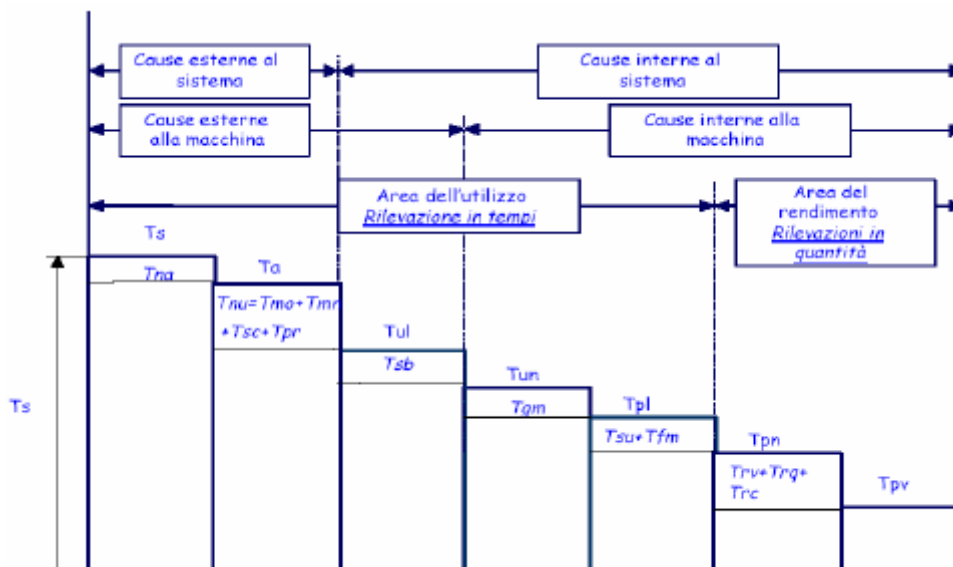 Cause esterne al
sistema
Cause interne al
sistema
Cause esterne
alla macchina
Cause interne alla
macchina
Area dell'utilizzo
Rilevazione in tempi
Area del
rendimento
Rilevazioni in
quantità
Ts
Tna
Ta
Tnu=Tmo+Tmr
+Tsc+Tpr
Tul
Tsb
Tun
Tgm
Tpl
Tsu+Tfm
Tpn
Trv+Trq+
Trc
Tpv
Ts